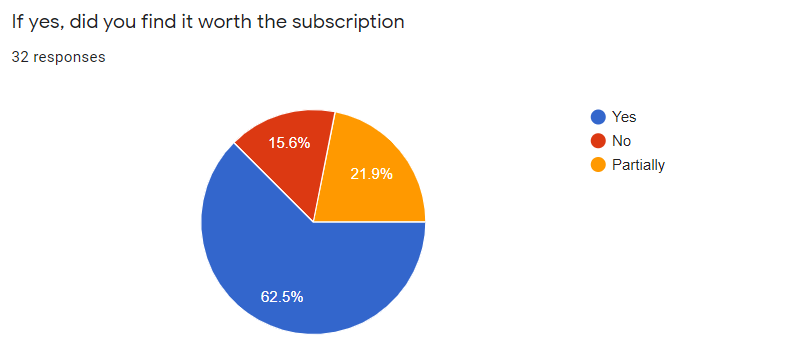 If yes, did you find it worth the subscription
32 responses
15.6%
21.9%
62.5%
Yes
No
Partially